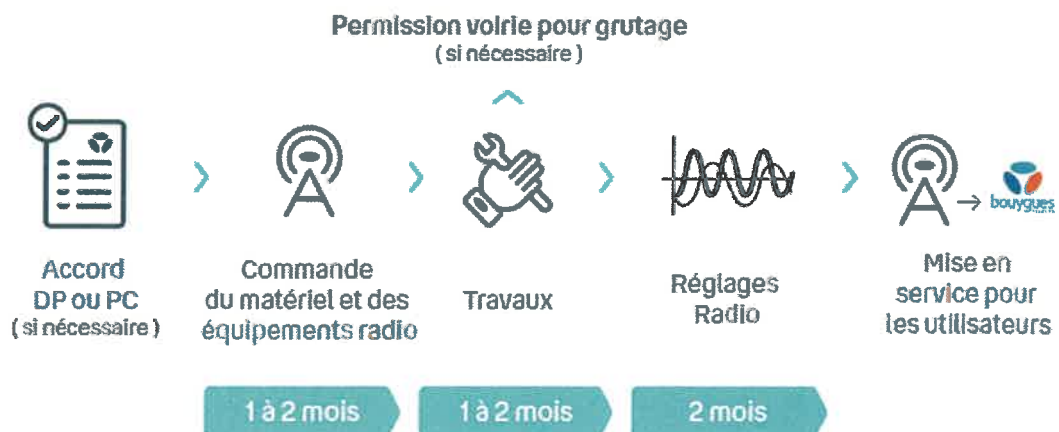 Permission voirie pour grutage
( si nécessaire )
Accord
DP ou PC
( si nécessaire )
Commande
du matériel et des
équipements radio
Travaux
Réglages
Radio
bouygues
Mise en
service pour
les utilisateurs
1 à 2 mois
1 à 2 mois
2 mois